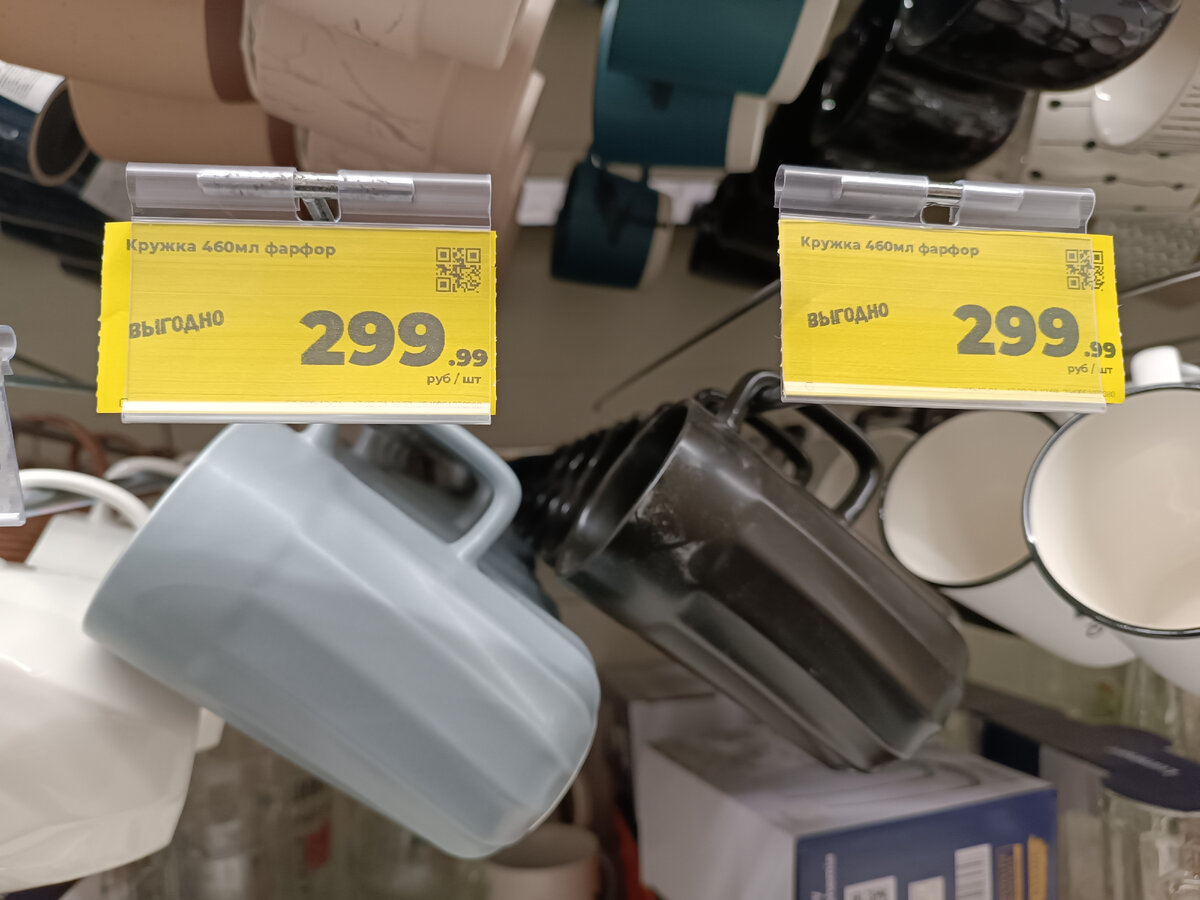 Кружка 460мл фарфор
ВЫГОДНО
299.99
руб / шт
Кружка 460мл фарфор
ВЫГОДНО
299.99
руб / шт